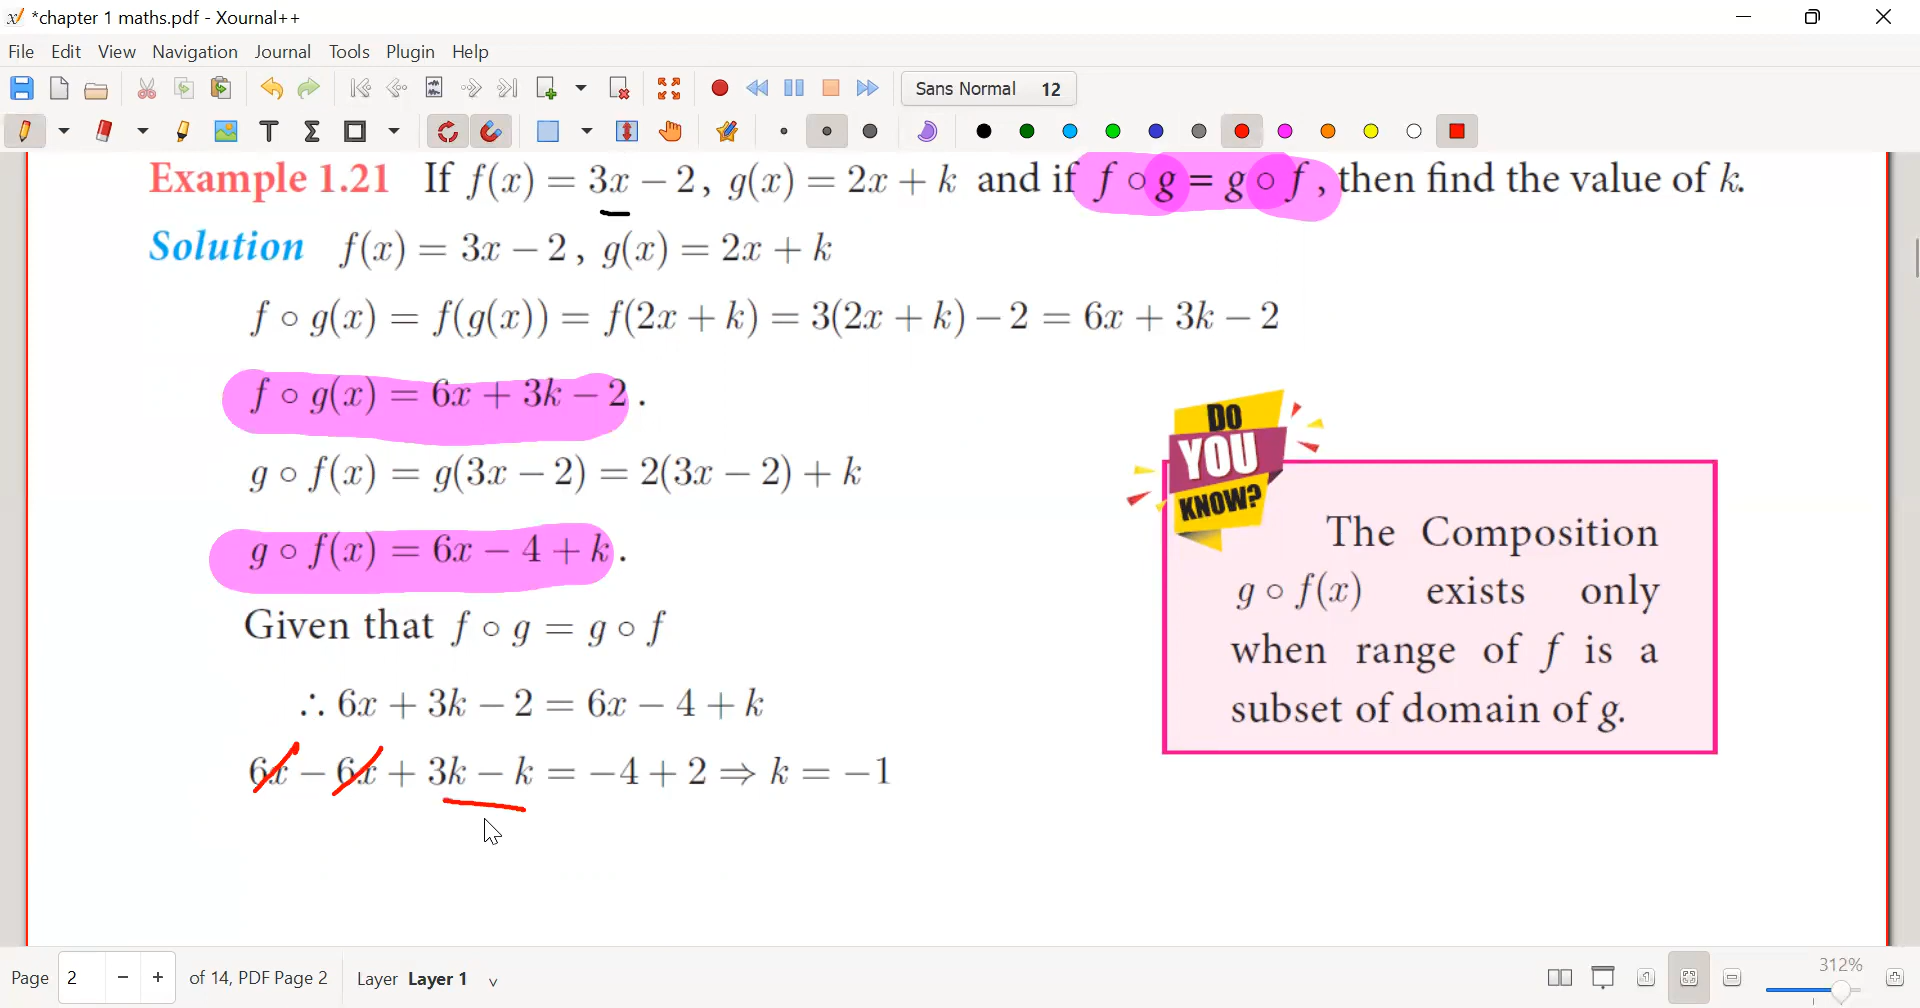 *chapter 1 maths.pdf - Xournal++
File Edit View Navigation Journal Tools Plugin Help
Sans Normal 12
Example 1.21 If f(x) = 3x − 2, g(x) = 2x + k and if f ∘ g = g ∘ f, then find the value of k.
Solution f(x) = 3x − 2, g(x) = 2x + k
f ∘ g(x) = f(g(x)) = f(2x + k) = 3(2x + k) − 2 = 6x + 3k − 2
f ∘ g(x) = 6x + 3k − 2.
g ∘ f(x) = g(3x − 2) = 2(3x − 2) + k
g ∘ f(x) = 6x − 4 + k.
Given that f ∘ g = g ∘ f
∴ 6x + 3k − 2 = 6x − 4 + k
6x − 6x + 3k − k = −4 + 2 ⇒ k = −1
DO
YOU
KNOW?
The Composition
g ∘ f(x) exists only
when range of f is a
subset of domain of g.
Page 2 − + of 14, PDF Page 2 Layer Layer 1 312%